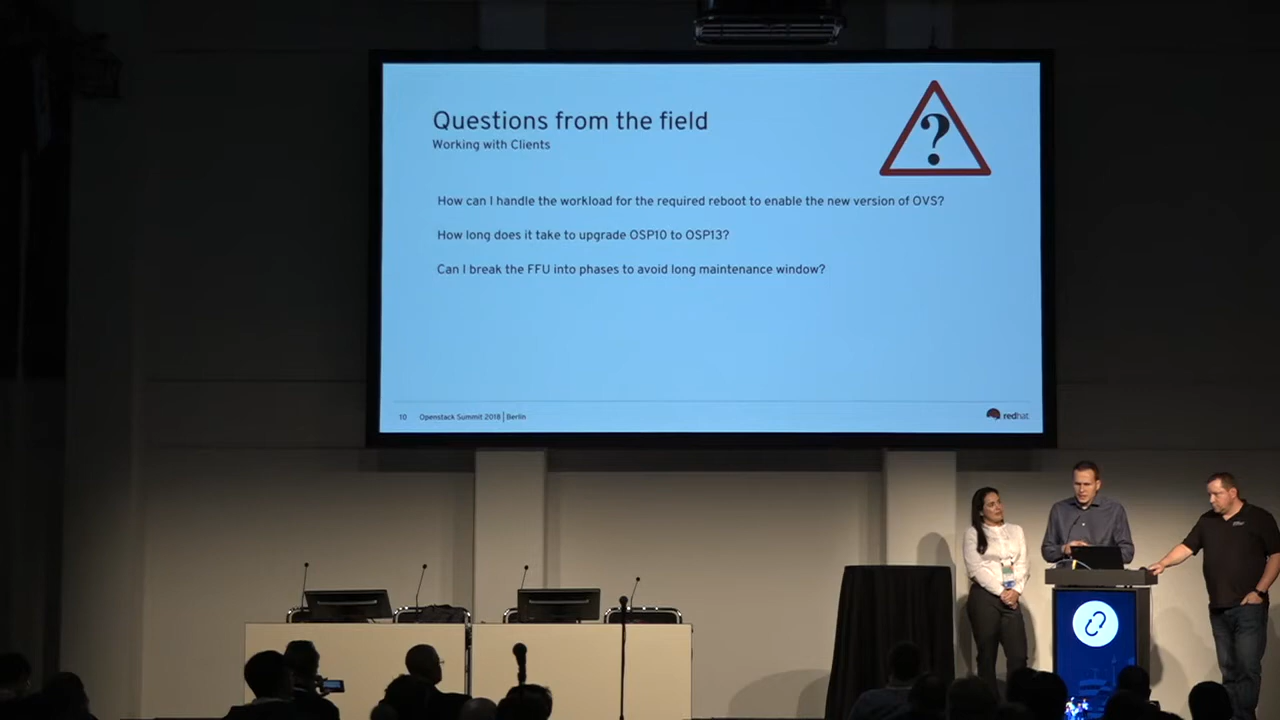 Questions from the field
Working with Clients
?
How can I handle the workload for the required reboot to enable the new version of OVS?
How long does it take to upgrade OSP10 to OSP13?
Can I break the FFU into phases to avoid long maintenance window?
10 Openstack Summit 2018 | Berlin
redhat